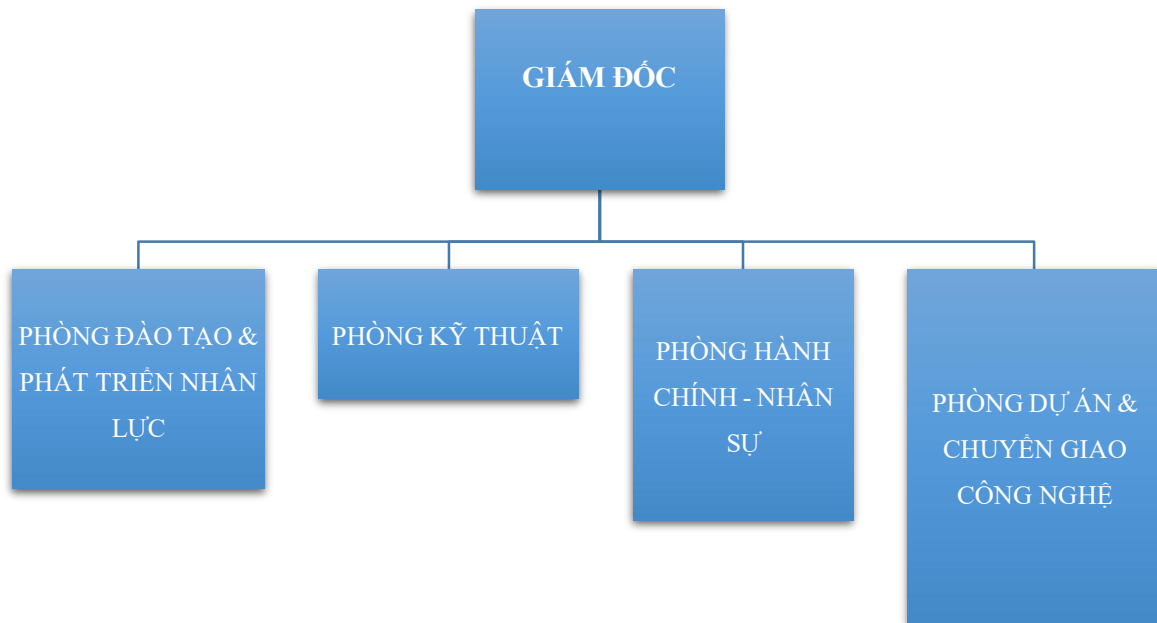 GIÁM ĐỐC
PHÒNG ĐÀO TẠO &
PHÁT TRIỂN NHÂN
LỰC
PHÒNG KỸ THUẬT
PHÒNG HÀNH
CHÍNH - NHÂN
SỰ
PHÒNG DỰ ÁN &
CHUYỂN GIAO
CÔNG NGHỆ